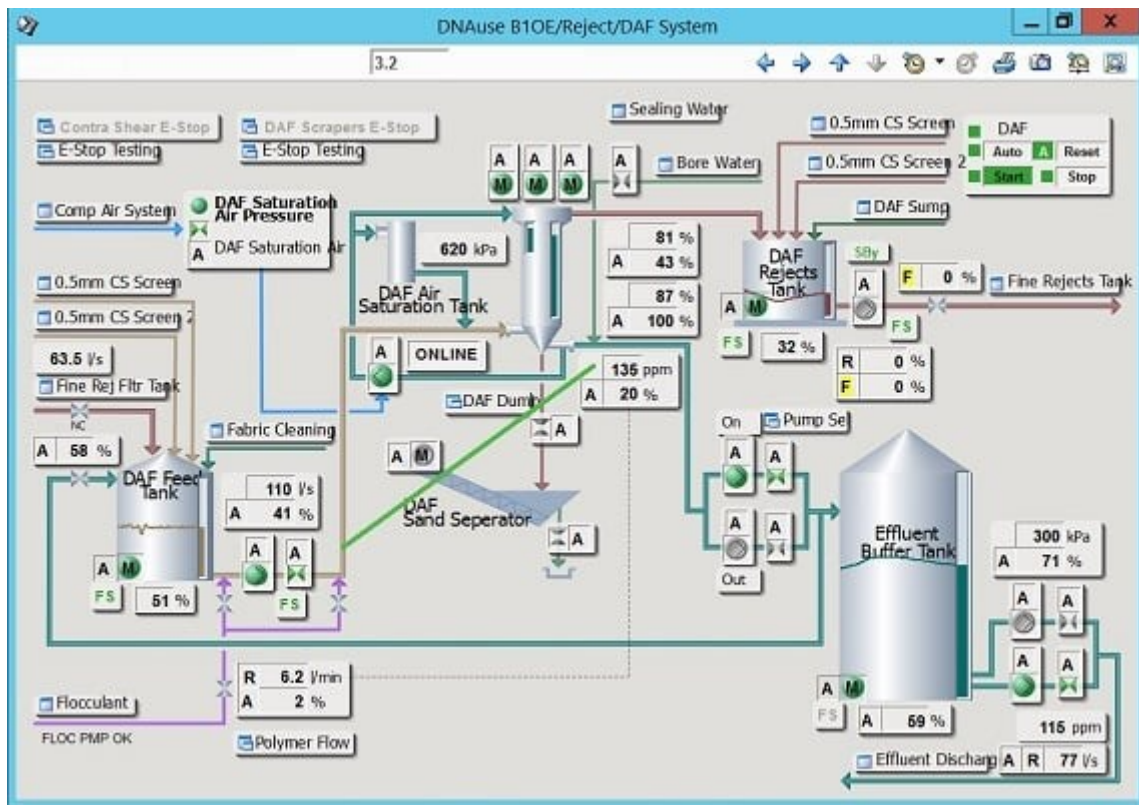 DNAuse B1OE/Reject/DAF System
3.2
Contra Shear E-Stop
DAF Scrapers E-Stop
E-Stop Testing
E-Stop Testing
Sealing Water
Bore Water
0.5mm CS Screen
0.5mm CS Screen 2
DAF
Auto A Reset
Start Stop
DAF Sump
Comp Air System
DAF Saturation
Air Pressure
A DAF Saturation Air
A A A A
M M M
620 kPa
DAF Air
Saturation Tank
81 %
A 43 %
87 %
A 100 %
DAF
Rejects
Tank
SBy
A
A M
FS
32 %
FS
F 0 %
Fine Rejects Tank
R 0 %
F 0 %
0.5mm CS Screen
0.5mm CS Screen 2
63.5 l/s
Fine Rej Fltr Tank
NC
A 58 %
A
ONLINE
135 ppm
A 20 %
DAF Dump
A
Fabric Cleaning
A M
DAF
Sand Seperator
A
DAF Feed
Tank
110 l/s
A 41 %
A A
A M
FS
51 %
FS
On
Pump Sel
A A
A A
Out
Effluent
Buffer Tank
300 kPa
A 71 %
A A
A A
A M
FS
A 59 %
115 ppm
Effluent Discharg
A R 77 l/s
R 6.2 l/min
A 2 %
Flocculant
FLOC PMP OK
Polymer Flow